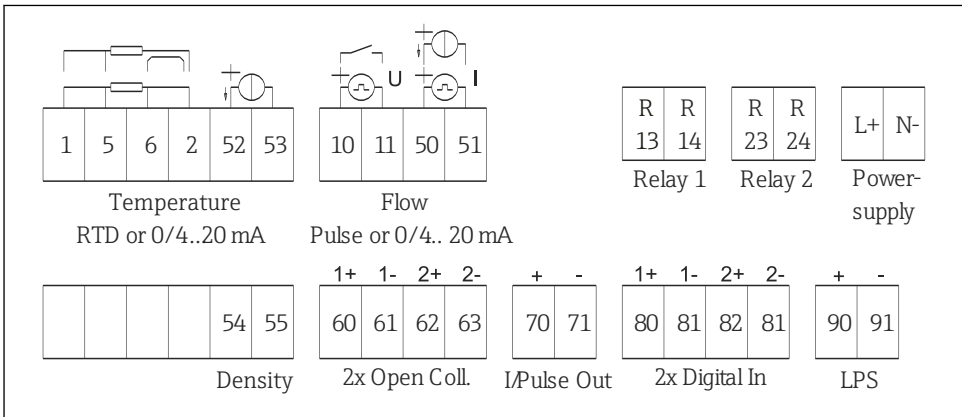 U I
1 5 6 2 52 53
10 11 50 51
R R
13 14
R R
23 24
L+ N-
Temperature
RTD or 0/4..20 mA
Flow
Pulse or 0/4.. 20 mA
Relay 1
Relay 2
Power-
supply
1+ 1- 2+ 2-
+ -
1+ 1- 2+ 2-
+ -
54 55
60 61 62 63
70 71
80 81 82 81
90 91
Density
2x Open Coll.
I/Pulse Out
2x Digital In
LPS